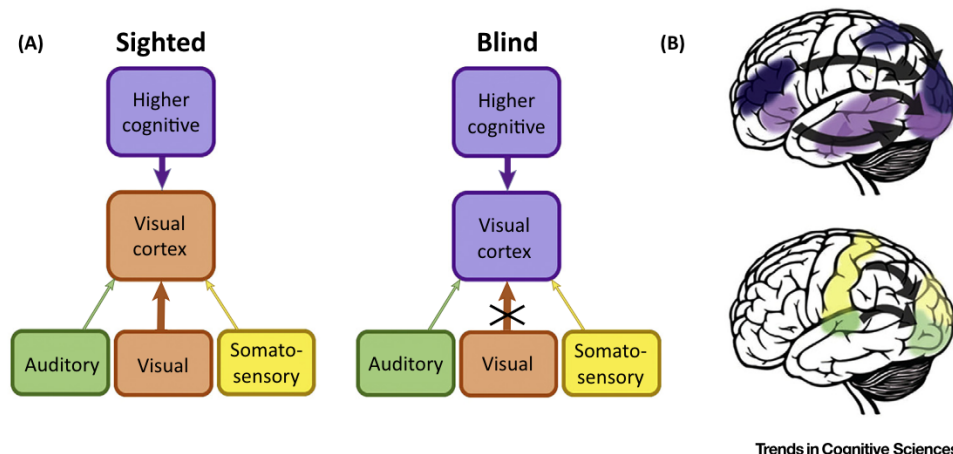 (A)
Sighted
Blind
(B)
Higher
cognitive
Higher
cognitive
Visual
cortex
Visual
cortex
Auditory
Visual
Somato-
sensory
Auditory
Visual
Somato-
sensory
Trends in Cognitive Sciences